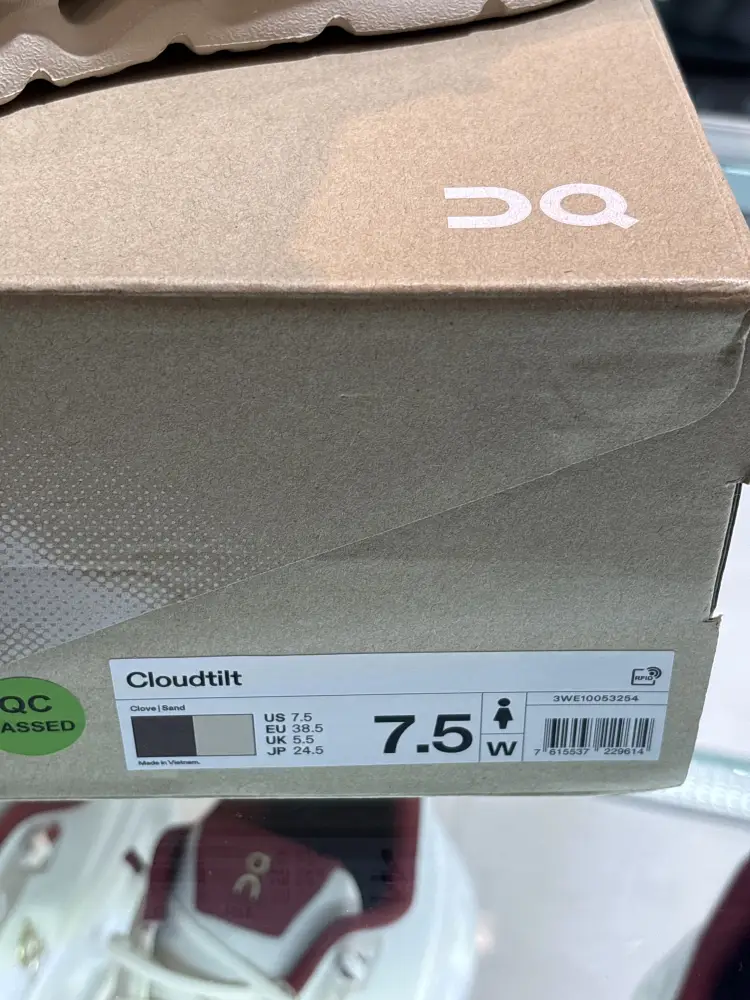 QC
ASSED
Cloudtilt
RFID
Clove | Sand
US 7.5
EU 38.5
UK 5.5
JP 24.5
7.5
W
3WE10053254
7 615537 229614
Made in Vietnam.